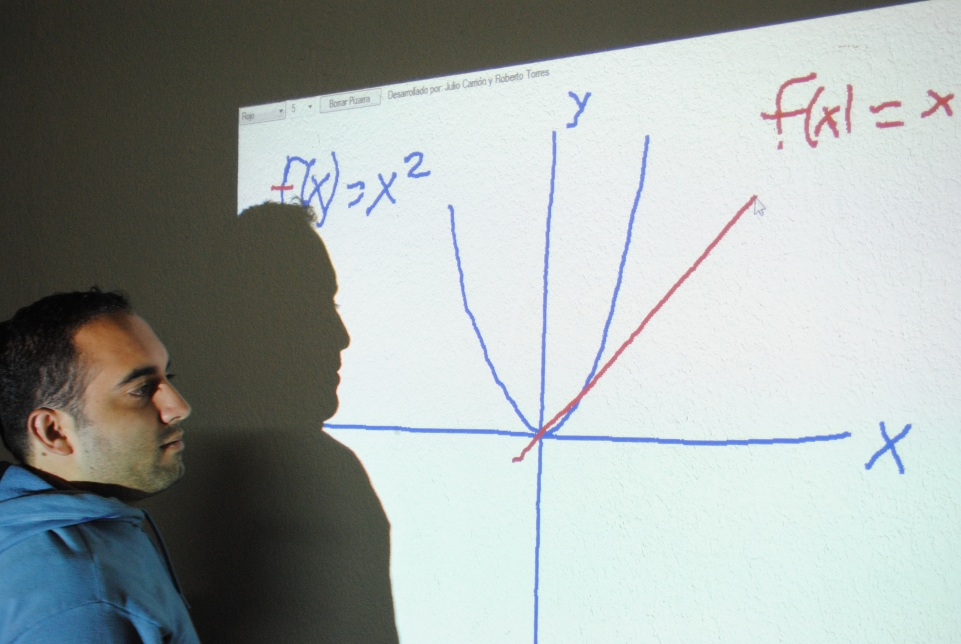 Rojo 5 Borrar Pizarra Desarrollado por: Julio Carrión y Roberto Torres
f(x) = x²
y
f(x) = x
X